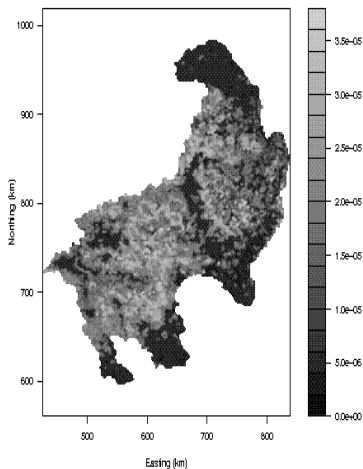 1000
900
800
700
600
Northing (km)
500
600
700
800
Easting (km)
3.5e-05
3.0e-05
2.5e-05
2.0e-05
1.5e-05
1.0e-05
5.0e-06
0.0e+00